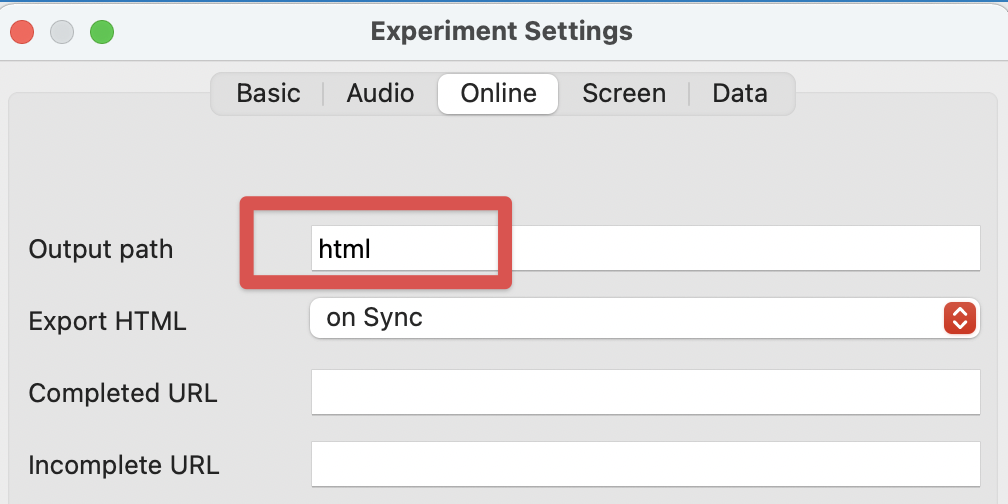 Experiment Settings
Basic Audio Online Screen Data
Output path html
Export HTML on Sync
Completed URL
Incomplete URL